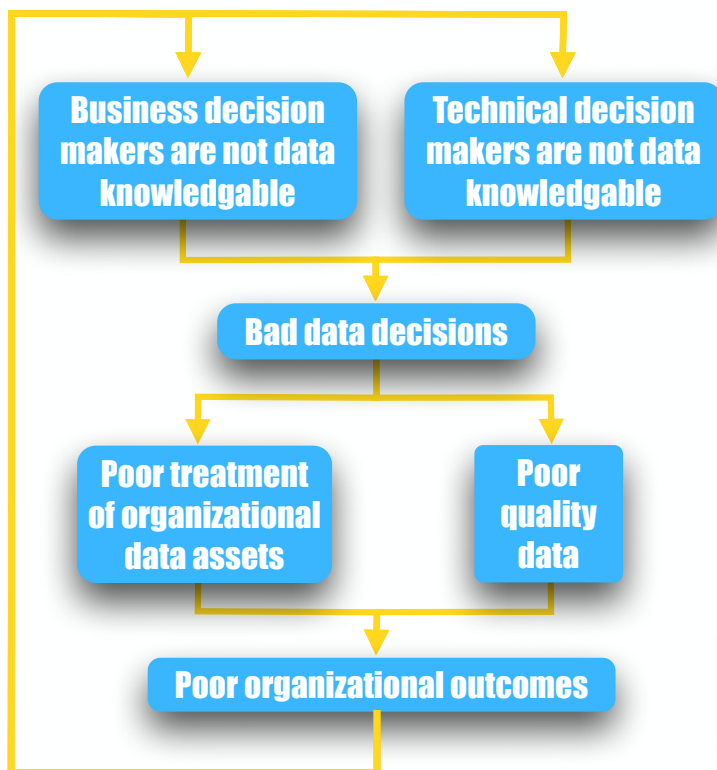 Business decision
makers are not data
knowledgable
Technical decision
makers are not data
knowledgable
Bad data decisions
Poor treatment
of organizational
data assets
Poor
quality
data
Poor organizational outcomes